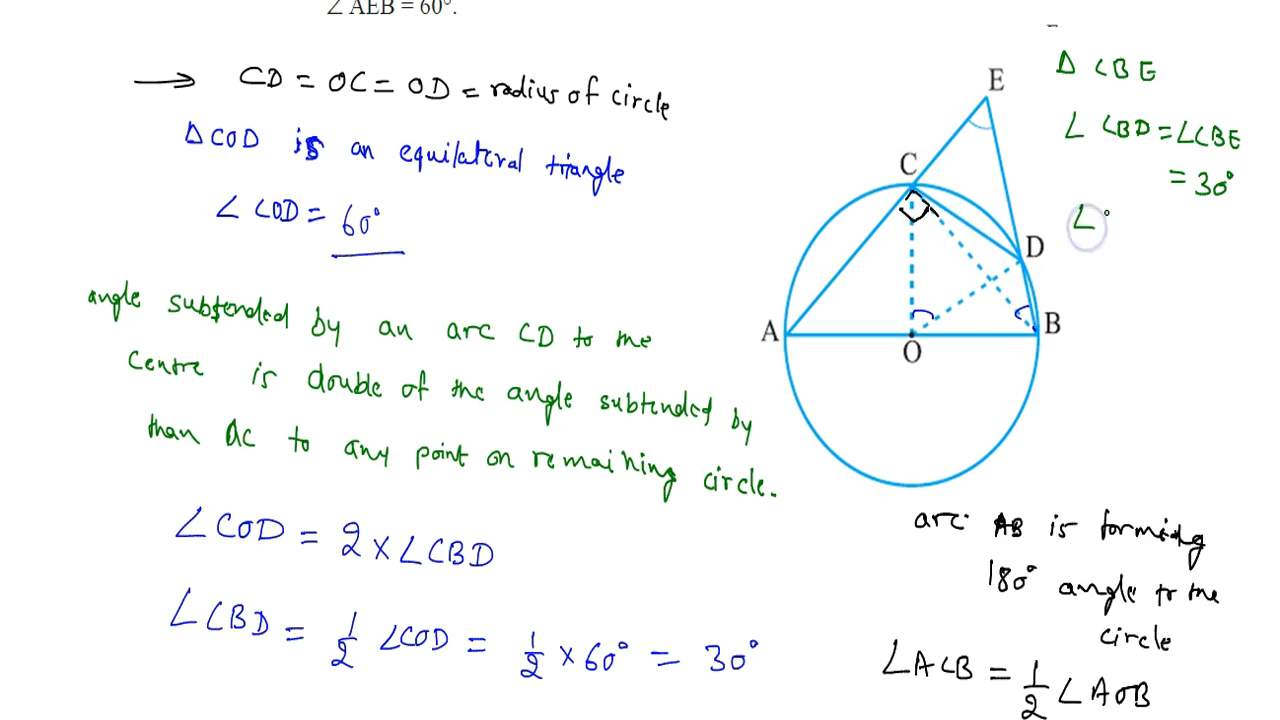 ∠ AEB = 60°.
→ CD = OC = OD = radius of circle
Δ COD is an equilateral triangle
∠ COD = 60°
angle subtended by an arc CD to the
Centre is double of the angle subtended by
than ac to any point on remaining circle.
∠COD = 2 × ∠CBD
∠CBD = 1/2 ∠COD = 1/2 × 60° = 30°
E
C
D
A
O
B
Δ CBE
∠ CBD = ∠CBE
= 30°
∠
arc AB is forming
180° angle to the
circle
∠ACB = 1/2 ∠AOB